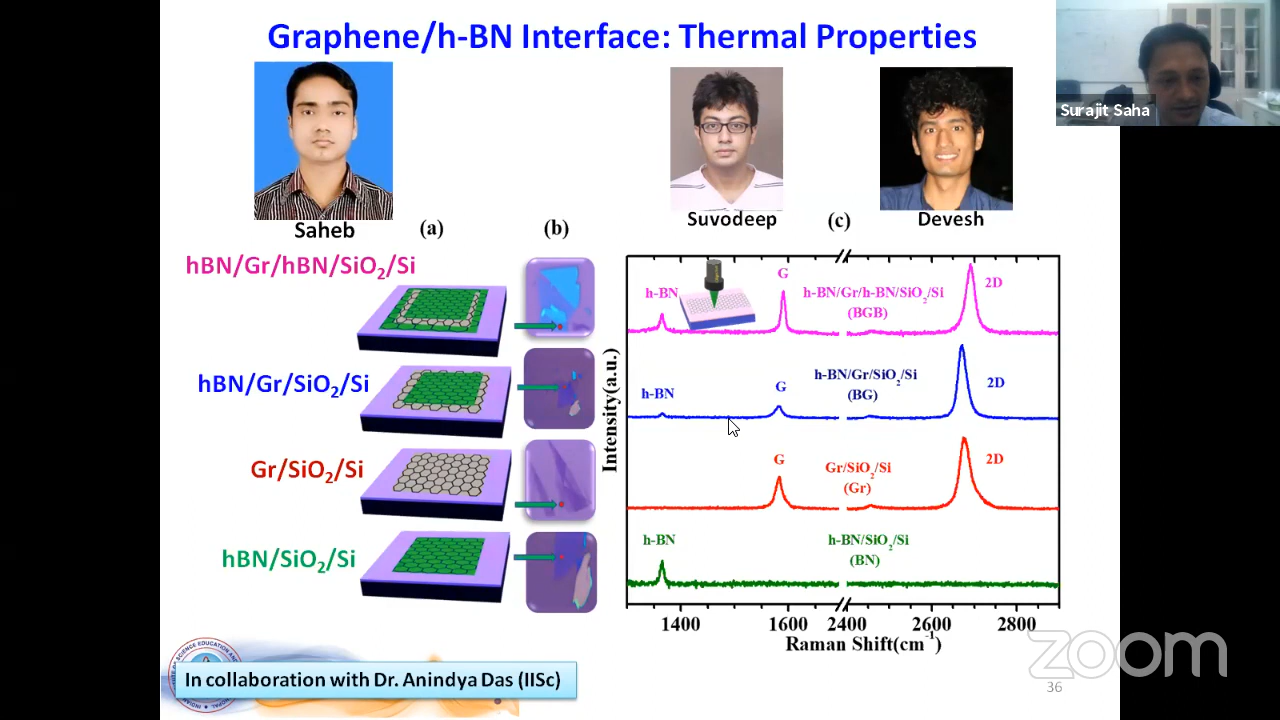 Graphene/h-BN Interface: Thermal Properties
Surajit Saha
Saheb
(a)
(b)
Suvodeep
(c)
Devesh
hBN/Gr/hBN/SiO2/Si
hBN/Gr/SiO2/Si
Gr/SiO2/Si
hBN/SiO2/Si
Intensity(a.u.)
h-BN
G
h-BN/Gr/h-BN/SiO2/Si
(BGB)
2D
h-BN
G
h-BN/Gr/SiO2/Si
(BG)
2D
G
Gr/SiO2/Si
(Gr)
2D
h-BN
h-BN/SiO2/Si
(BN)
1400
1600
2400
2600
2800
Raman Shift(cm-1)
In collaboration with Dr. Anindya Das (IISc)
zoom
36